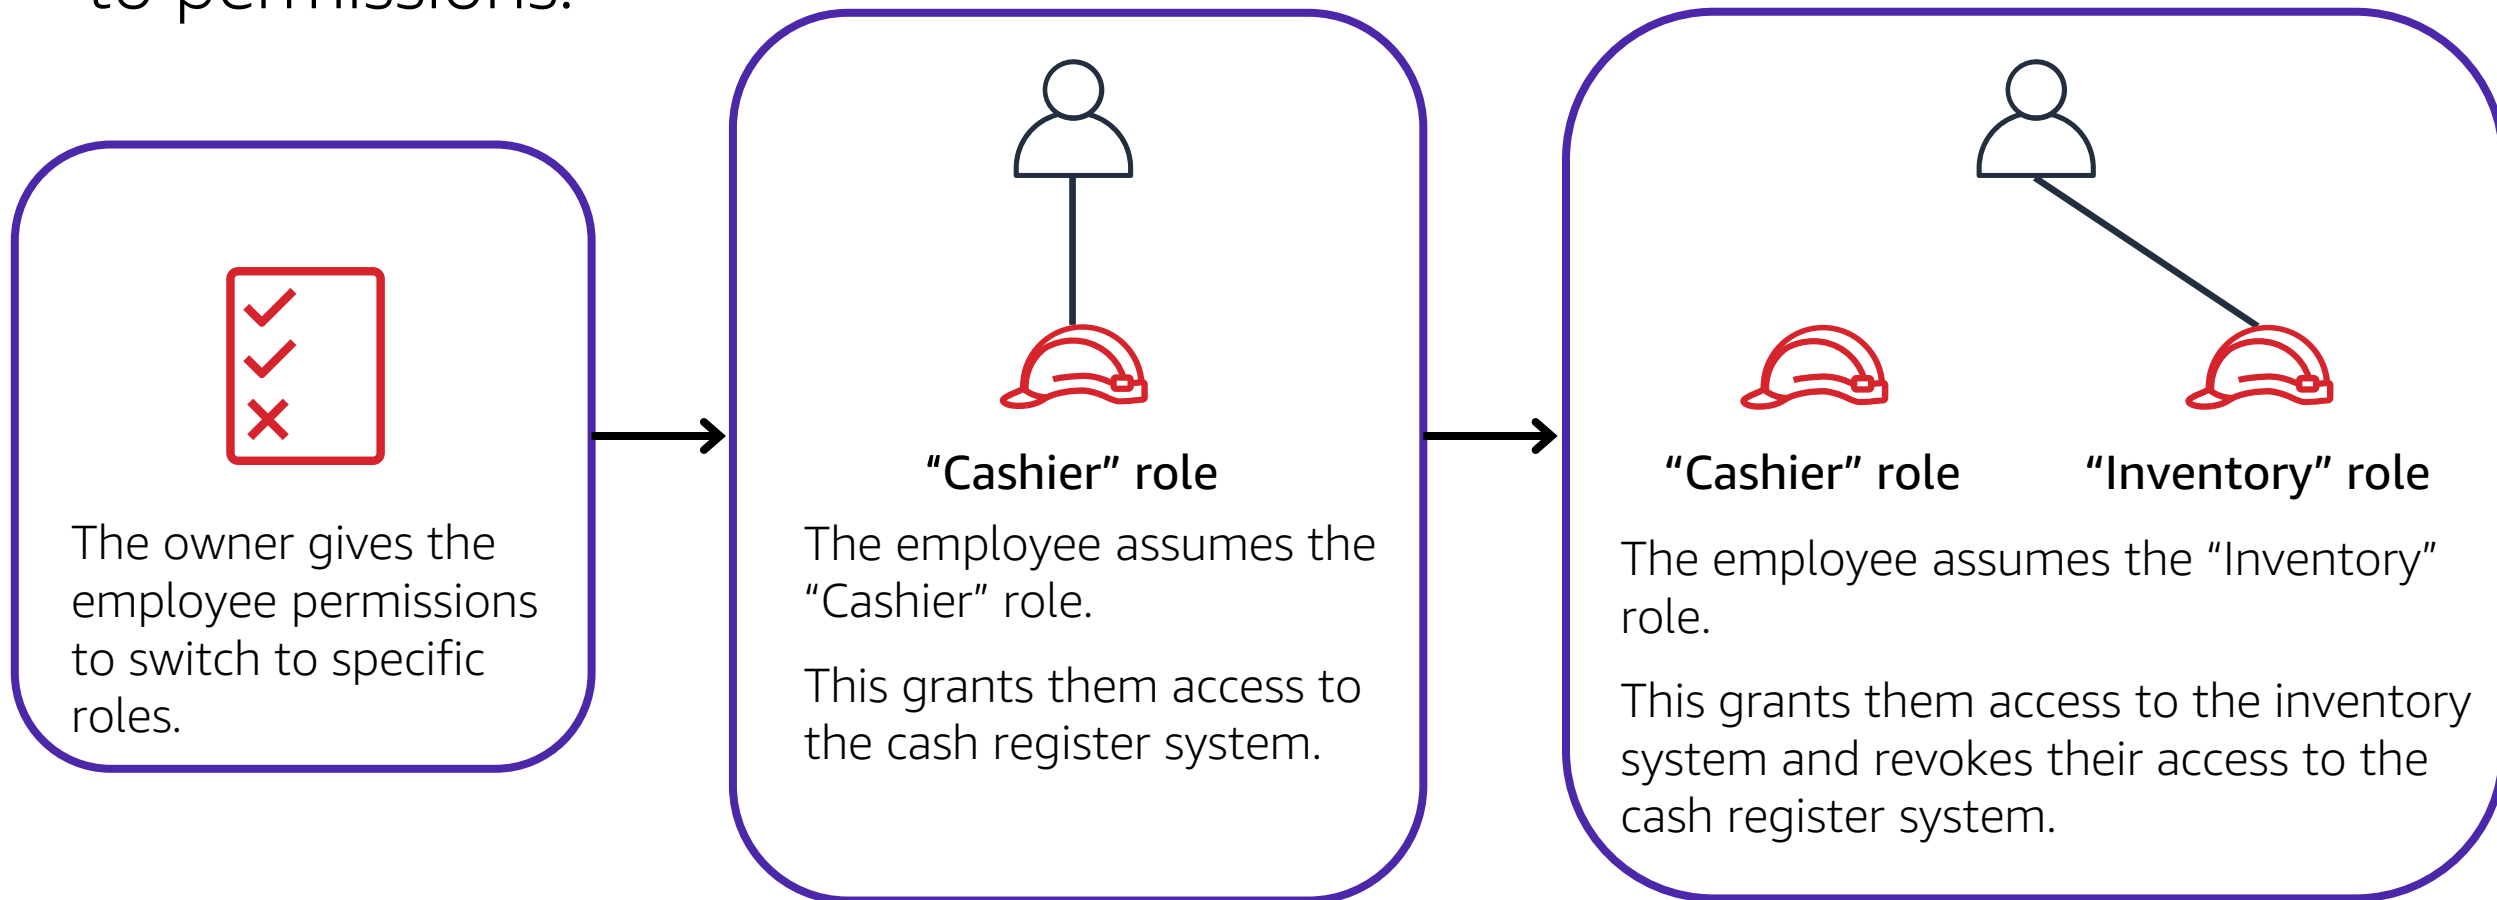 to permissions.
The owner gives the
employee permissions
to switch to specific
roles.
“Cashier” role
The employee assumes the
“Cashier” role.
This grants them access to
the cash register system.
“Cashier” role
“Inventory” role
The employee assumes the “Inventory”
role.
This grants them access to the inventory
system and revokes their access to the
cash register system.